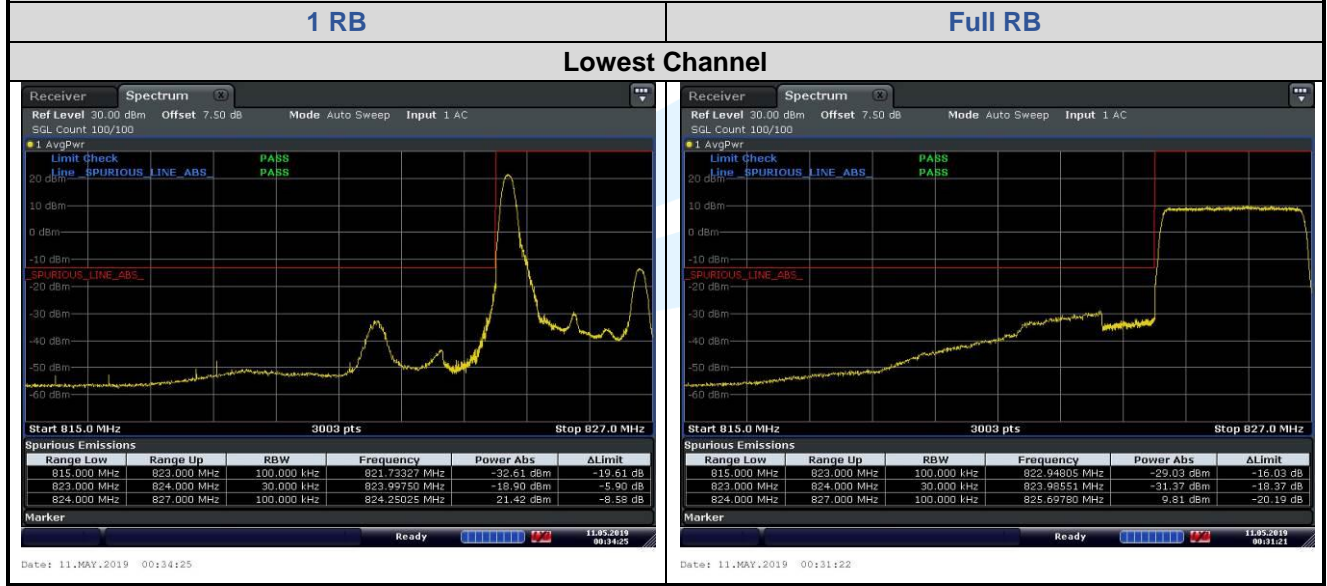 1 RB
Full RB
Lowest Channel
Receiver Spectrum
Ref Level 30.00 dBm Offset 7.50 dB Mode Auto Sweep Input 1 AC
SGL Count 100/100
1 AvgPwr
Limit Check PASS
Line _SPURIOUS_LINE_ABS_ PASS
20 dBm
10 dBm
0 dBm
-10 dBm
_SPURIOUS_LINE_ABS_
-20 dBm
-30 dBm
-40 dBm
-50 dBm
-60 dBm
Start 815.0 MHz 3003 pts Stop 827.0 MHz
Spurious Emissions
Range Low Range Up RBW Frequency Power Abs ΔLimit
815.000 MHz 823.000 MHz 100.000 kHz 821.73327 MHz -32.61 dBm -19.61 dB
823.000 MHz 824.000 MHz 30.000 kHz 823.99750 MHz -18.90 dBm -5.90 dB
824.000 MHz 827.000 MHz 100.000 kHz 824.25025 MHz 21.42 dBm -8.58 dB
Marker
Ready 11.05.2019
00:34:25
Date: 11.MAY.2019 00:34:25
Receiver Spectrum
Ref Level 30.00 dBm Offset 7.50 dB Mode Auto Sweep Input 1 AC
SGL Count 100/100
1 AvgPwr
Limit Check PASS
Line _SPURIOUS_LINE_ABS_ PASS
20 dBm
10 dBm
0 dBm
-10 dBm
_SPURIOUS_LINE_ABS_
-20 dBm
-30 dBm
-40 dBm
-50 dBm
-60 dBm
Start 815.0 MHz 3003 pts Stop 827.0 MHz
Spurious Emissions
Range Low Range Up RBW Frequency Power Abs ΔLimit
815.000 MHz 823.000 MHz 100.000 kHz 822.94805 MHz -29.03 dBm -16.03 dB
823.000 MHz 824.000 MHz 30.000 kHz 823.98551 MHz -31.37 dBm -18.37 dB
824.000 MHz 827.000 MHz 100.000 kHz 825.69780 MHz 9.81 dBm -20.19 dB
Marker
Ready 11.05.2019
00:31:21
Date: 11.MAY.2019 00:31:22